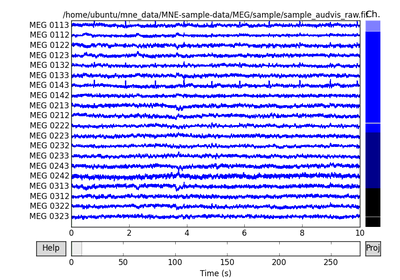 /home/ubuntu/mne_data/MNE-sample-data/MEG/sample/sample_audvis_raw.fif
Ch.
MEG 0113
MEG 0112
MEG 0122
MEG 0123
MEG 0132
MEG 0133
MEG 0143
MEG 0142
MEG 0213
MEG 0212
MEG 0222
MEG 0223
MEG 0232
MEG 0233
MEG 0243
MEG 0242
MEG 0313
MEG 0312
MEG 0322
MEG 0323
0 2 4 6 8 10
Help
Proj
50 100 150 200 250
Time (s)